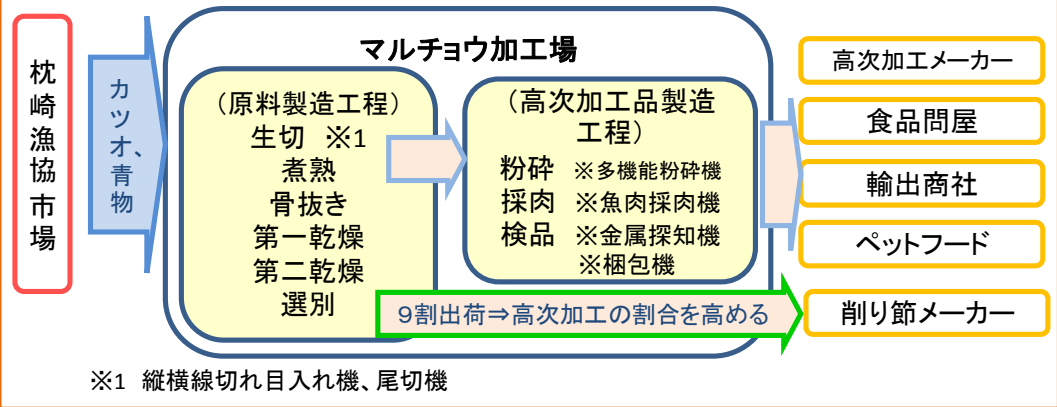 枕崎漁協市場
カツオ、青物
マルチョウ加工場
（原料製造工程）
生切　※1
煮熟
骨抜き
第一乾燥
第二乾燥
選別
（高次加工品製造
工程）
粉砕　※多機能粉砕機
採肉　※魚肉採肉機
検品　※金属探知機
※梱包機
9割出荷⇒高次加工の割合を高める
高次加工メーカー
食品問屋
輸出商社
ペットフード
削り節メーカー
※1　縦横線切れ目入れ機、尾切機